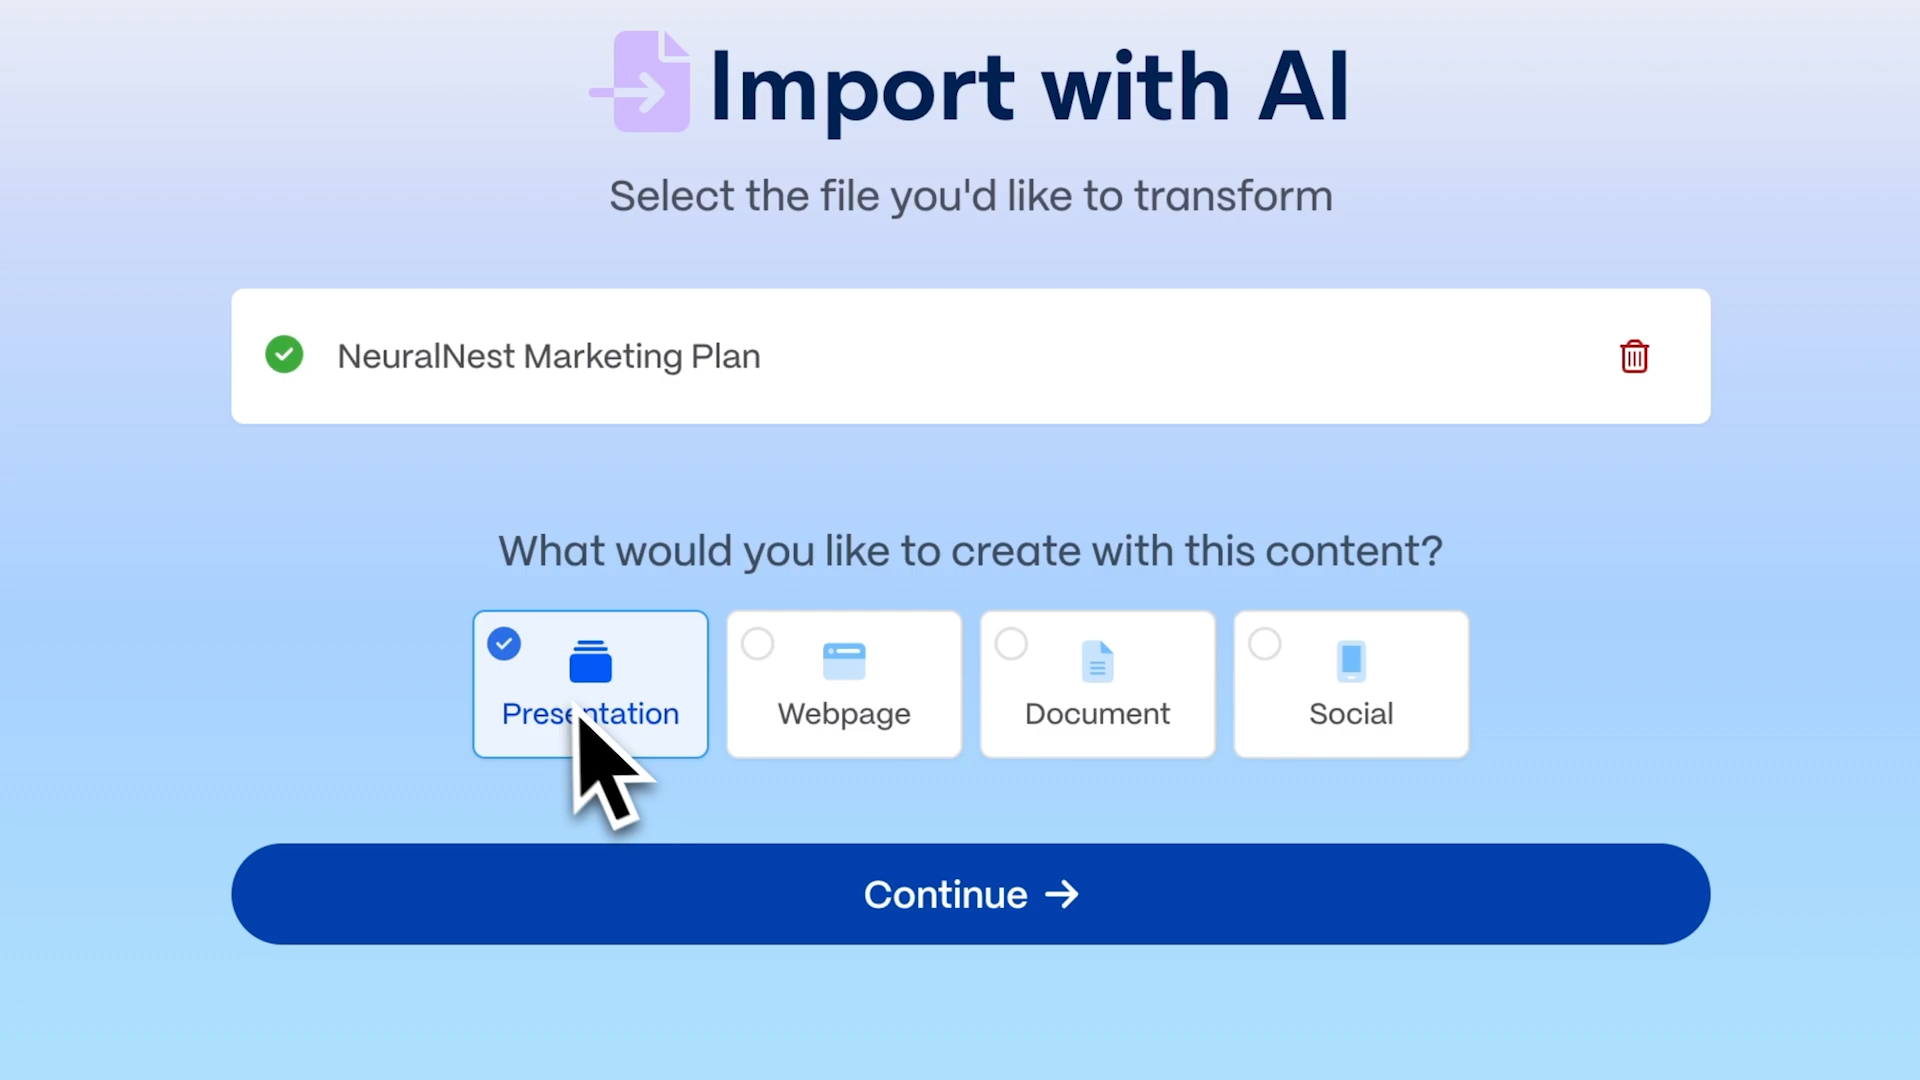 Import with AI
Select the file you'd like to transform
NeuralNest Marketing Plan
What would you like to create with this content?
Presentation
Webpage
Document
Social
Continue